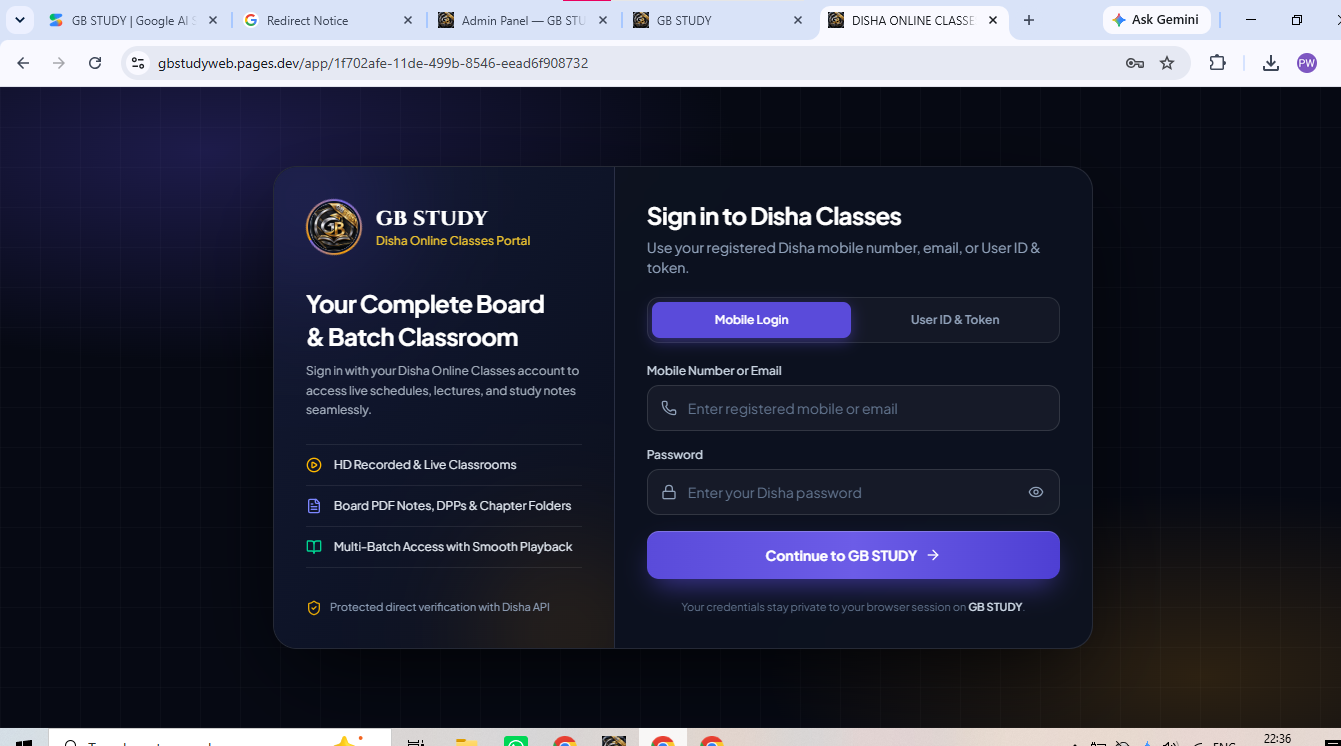 GB STUDY | Google AI S
Redirect Notice
Admin Panel — GB STU
GB STUDY
DISHA ONLINE CLASSE
Ask Gemini
gbstudyweb.pages.dev/app/1f702afe-11de-499b-8546-eead6f908732
PW
GB
GB STUDY
Disha Online Classes Portal
Your Complete Board
& Batch Classroom
Sign in with your Disha Online Classes account to
access live schedules, lectures, and study notes
seamlessly.
HD Recorded & Live Classrooms
Board PDF Notes, DPPs & Chapter Folders
Multi-Batch Access with Smooth Playback
Protected direct verification with Disha API
Sign in to Disha Classes
Use your registered Disha mobile number, email, or User ID &
token.
Mobile Login
User ID & Token
Mobile Number or Email
Enter registered mobile or email
Password
Enter your Disha password
Continue to GB STUDY
Your credentials stay private to your browser session on GB STUDY.
22:36